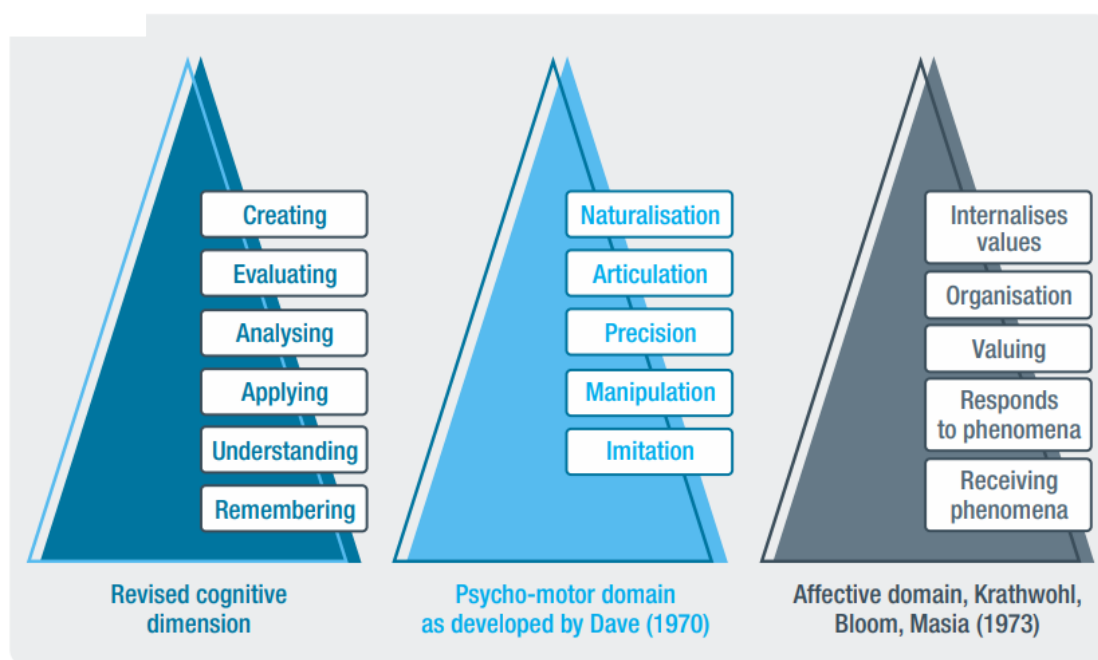 Creating
Evaluating
Analysing
Applying
Understanding
Remembering
Revised cognitive
dimension
Naturalisation
Articulation
Precision
Manipulation
Imitation
Psycho-motor domain
as developed by Dave (1970)
Internalises
values
Organisation
Valuing
Responds
to phenomena
Receiving
phenomena
Affective domain, Krathwohl,
Bloom, Masia (1973)